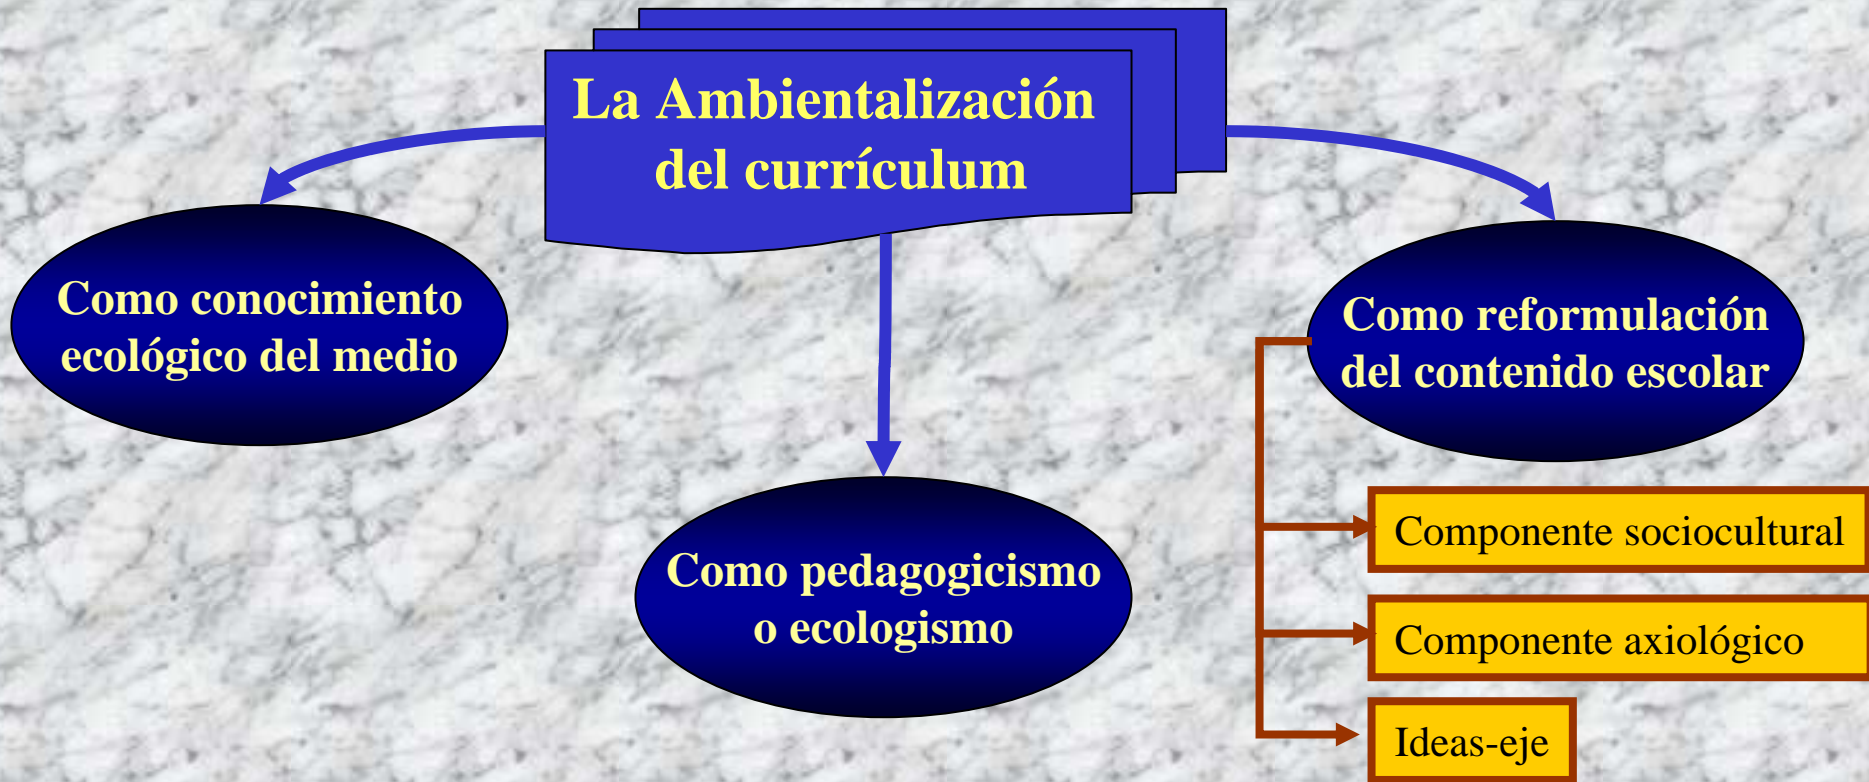 La Ambientalización
del currículum
Como conocimiento
ecológico del medio
Como pedagogicismo
o ecologismo
Como reformulación
del contenido escolar
Componente sociocultural
Componente axiológico
Ideas-eje